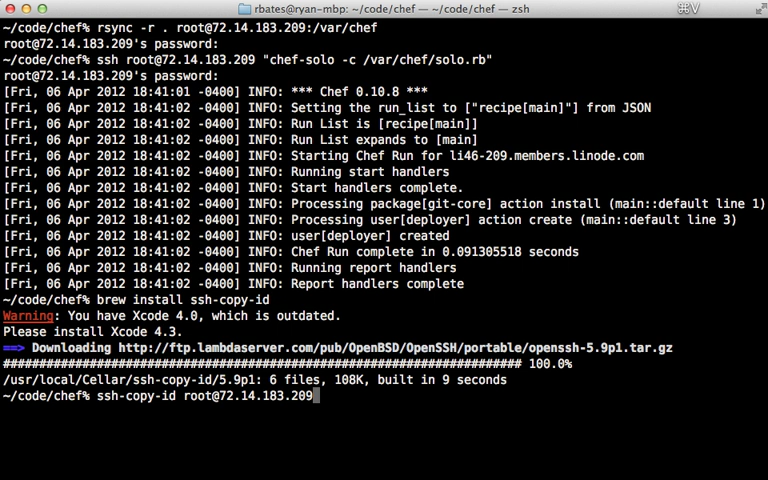 rbates@ryan-mbp: ~/code/chef — ~/code/chef — zsh
⌘V
~/code/chef% rsync -r . root@72.14.183.209:/var/chef
root@72.14.183.209's password:
~/code/chef% ssh root@72.14.183.209 "chef-solo -c /var/chef/solo.rb"
root@72.14.183.209's password:
[Fri, 06 Apr 2012 18:41:01 -0400] INFO: *** Chef 0.10.8 ***
[Fri, 06 Apr 2012 18:41:02 -0400] INFO: Setting the run_list to ["recipe[main]"] from JSON
[Fri, 06 Apr 2012 18:41:02 -0400] INFO: Run List is [recipe[main]]
[Fri, 06 Apr 2012 18:41:02 -0400] INFO: Run List expands to [main]
[Fri, 06 Apr 2012 18:41:02 -0400] INFO: Starting Chef Run for li46-209.members.linode.com
[Fri, 06 Apr 2012 18:41:02 -0400] INFO: Running start handlers
[Fri, 06 Apr 2012 18:41:02 -0400] INFO: Start handlers complete.
[Fri, 06 Apr 2012 18:41:02 -0400] INFO: Processing package[git-core] action install (main::default line 1)
[Fri, 06 Apr 2012 18:41:02 -0400] INFO: Processing user[deployer] action create (main::default line 3)
[Fri, 06 Apr 2012 18:41:02 -0400] INFO: user[deployer] created
[Fri, 06 Apr 2012 18:41:02 -0400] INFO: Chef Run complete in 0.091305518 seconds
[Fri, 06 Apr 2012 18:41:02 -0400] INFO: Running report handlers
[Fri, 06 Apr 2012 18:41:02 -0400] INFO: Report handlers complete
~/code/chef% brew install ssh-copy-id
Warning: You have Xcode 4.0, which is outdated.
Please install Xcode 4.3.
==> Downloading http://ftp.lambdaserver.com/pub/OpenBSD/OpenSSH/portable/openssh-5.9p1.tar.gz
######################################################################## 100.0%
/usr/local/Cellar/ssh-copy-id/5.9p1: 6 files, 108K, built in 9 seconds
~/code/chef% ssh-copy-id root@72.14.183.209